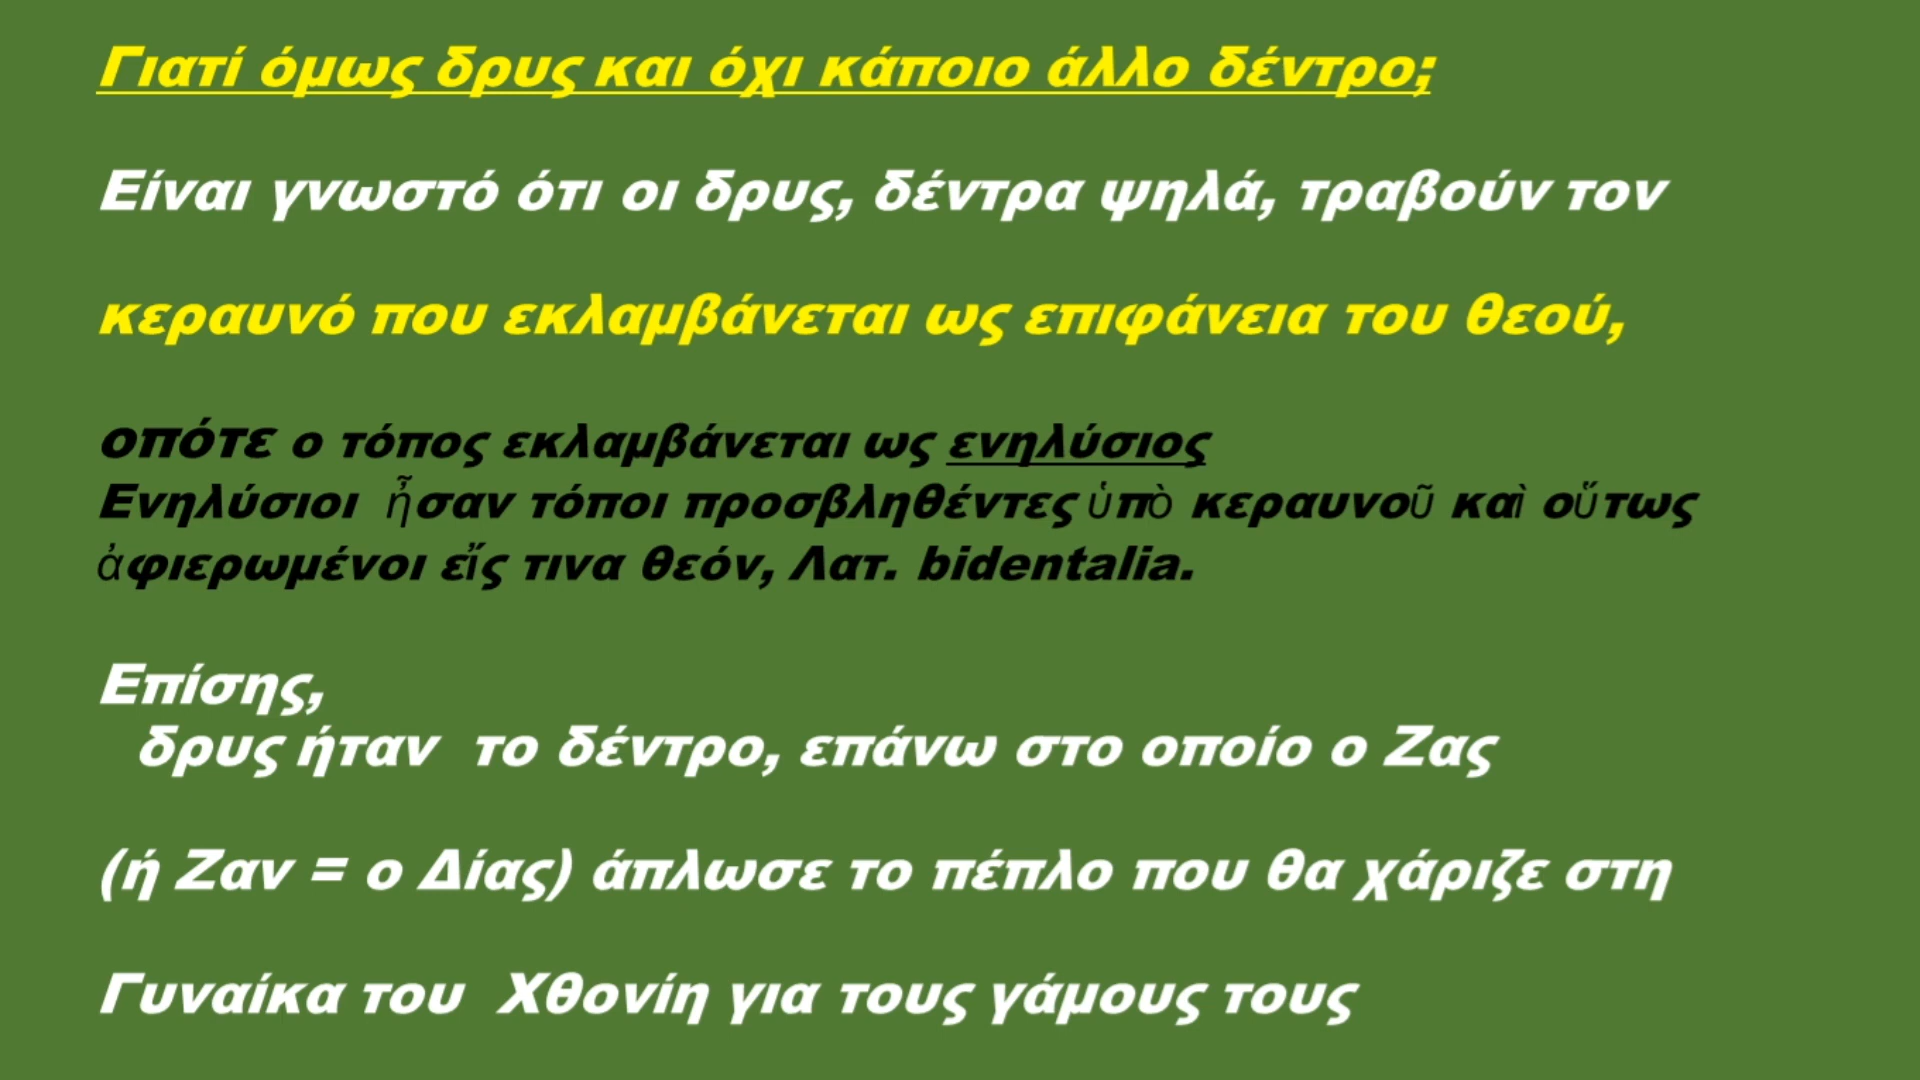 Γιατί όμως δρυς και όχι κάποιο άλλο δέντρο;
Είναι γνωστό ότι οι δρυς, δέντρα ψηλά, τραβούν τον
κεραυνό που εκλαμβάνεται ως επιφάνεια του θεού,
οπότε ο τόπος εκλαμβάνεται ως ενηλύσιος
Ενηλύσιοι ἦσαν τόποι προσβληθέντες ὑπὸ κεραυνοῦ καὶ οὕτως
ἀφιερωμένοι εἴς τινα θεόν, Λατ. bidentalia.
Επίσης,
δρυς ήταν το δέντρο, επάνω στο οποίο ο Ζας
(ή Ζαν = ο Δίας) άπλωσε το πέπλο που θα χάριζε στη
Γυναίκα του Χθονίη για τους γάμους τους